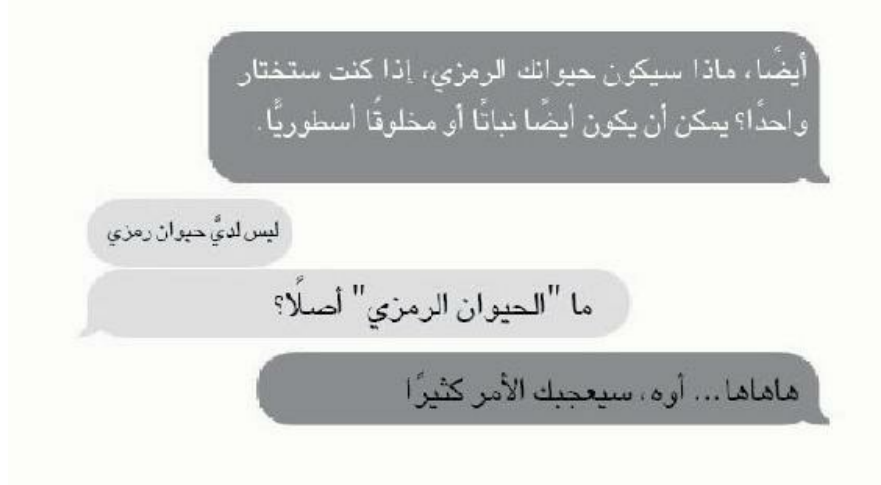 أيضًا، ماذا سيكون حيوانك الرمزي، إذا كنت ستختار
واحدًا؟ يمكن أن يكون أيضًا نباتًا أو مخلوقًا أسطوريًّا.
ليس لديَّ حيوان رمزي
ما "الحيوان الرمزي" أصلًا؟
هاهاها... أوه، سيعجبك الأمر كثيرًا